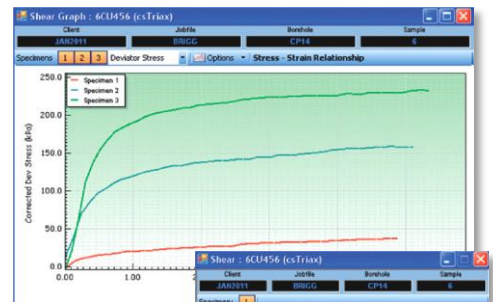 Shear Graph : 6CU456 (csTriax)
Client Jobfile Borehole Sample
JAN2011 BRIGG CP14 6
Specimens 1 2 3 Deviator Stress Options Stress - Strain Relationship
250.0
Specimen 1
Specimen 2
Specimen 3
200.0
150.0
100.0
50.0
0.0
Corrected Dev Stress (kPa)
0.00 1.00
Shear : 6CU456 (csTriax)
Client Jobfile Borehole Sample
JAN2011 BRIGG CP14 6
Specimens 1